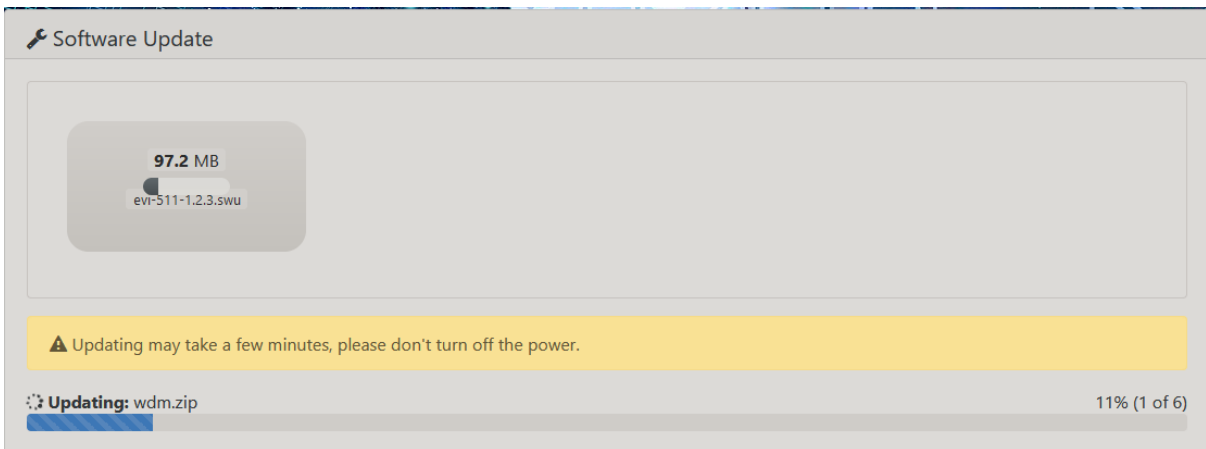 Software Update
97.2 MB
evi-511-1.2.3.swu
Updating may take a few minutes, please don't turn off the power.
Updating: wdm.zip 11% (1 of 6)